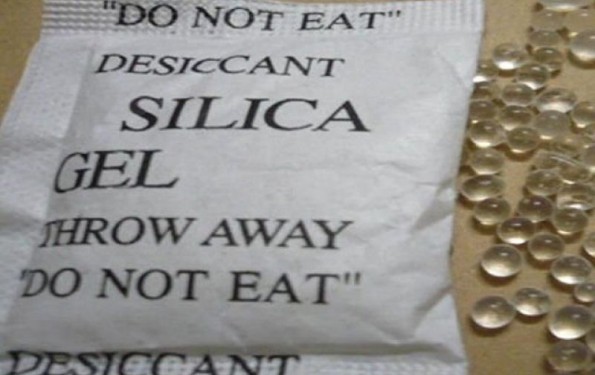 "DO NOT EAT"
DESICCANT
SILICA
GEL
THROW AWAY
"DO NOT EAT"
DESICCANT